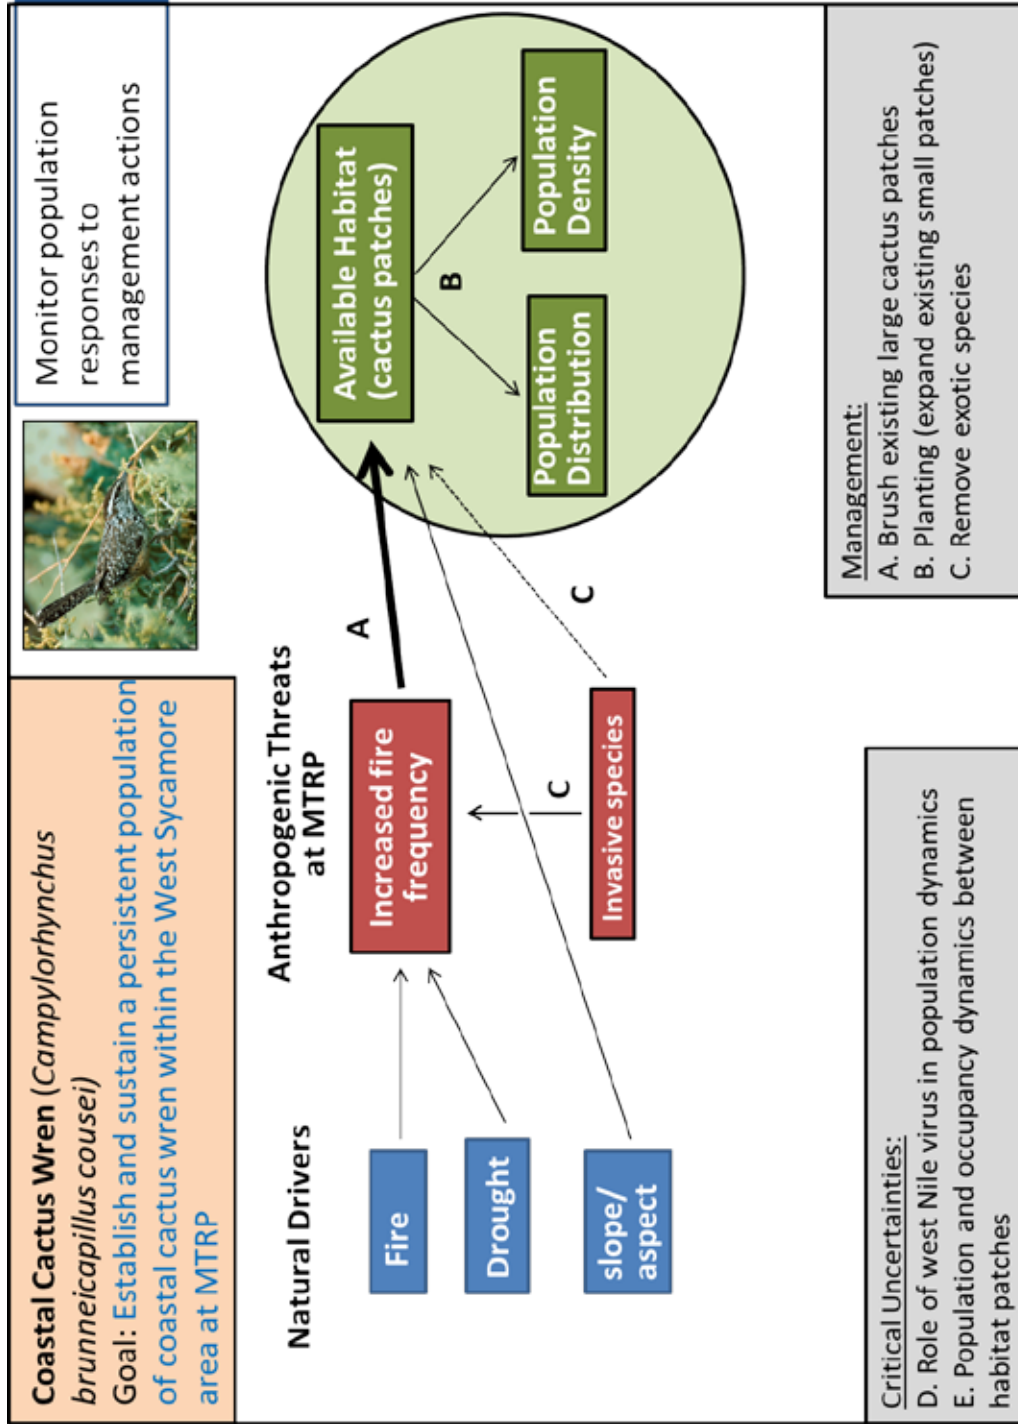 Coastal Cactus Wren (Campylorhynchus
brunneicapillus cousei)
Goal: Establish and sustain a persistent population
of coastal cactus wren within the West Sycamore
area at MTRP
Monitor population
responses to
management actions
Natural Drivers
Fire
Drought
slope/
aspect
Anthropogenic Threats
at MTRP
Increased fire
frequency
Invasive species
A
C
C
Available Habitat
(cactus patches)
B
Population
Distribution
Population
Density
Critical Uncertainties:
D. Role of west Nile virus in population dynamics
E. Population and occupancy dynamics between
habitat patches
Management:
A. Brush existing large cactus patches
B. Planting (expand existing small patches)
C. Remove exotic species